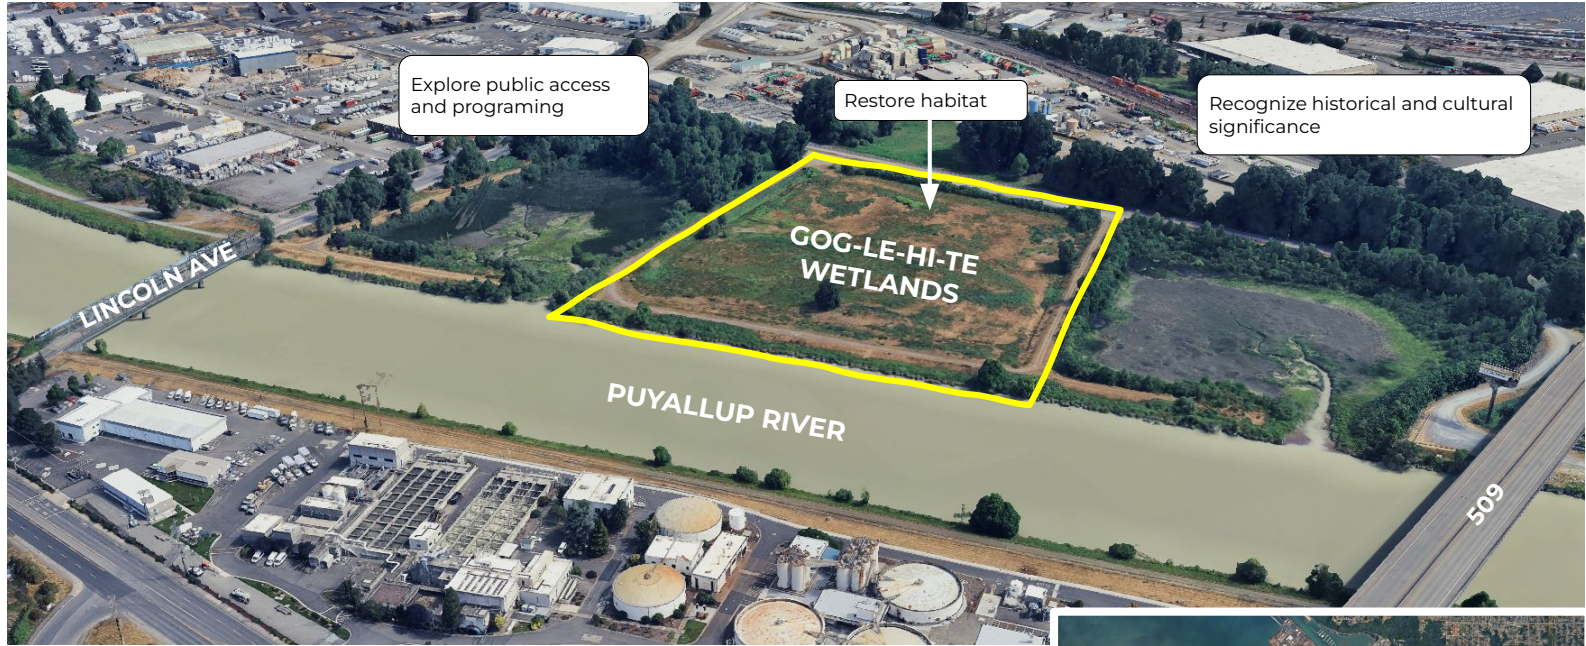 Explore public access
and programing
Restore habitat
Recognize historical and cultural
significance
GOG-LE-HI-TE
WETLANDS
LINCOLN AVE
PUYALLUP RIVER
509